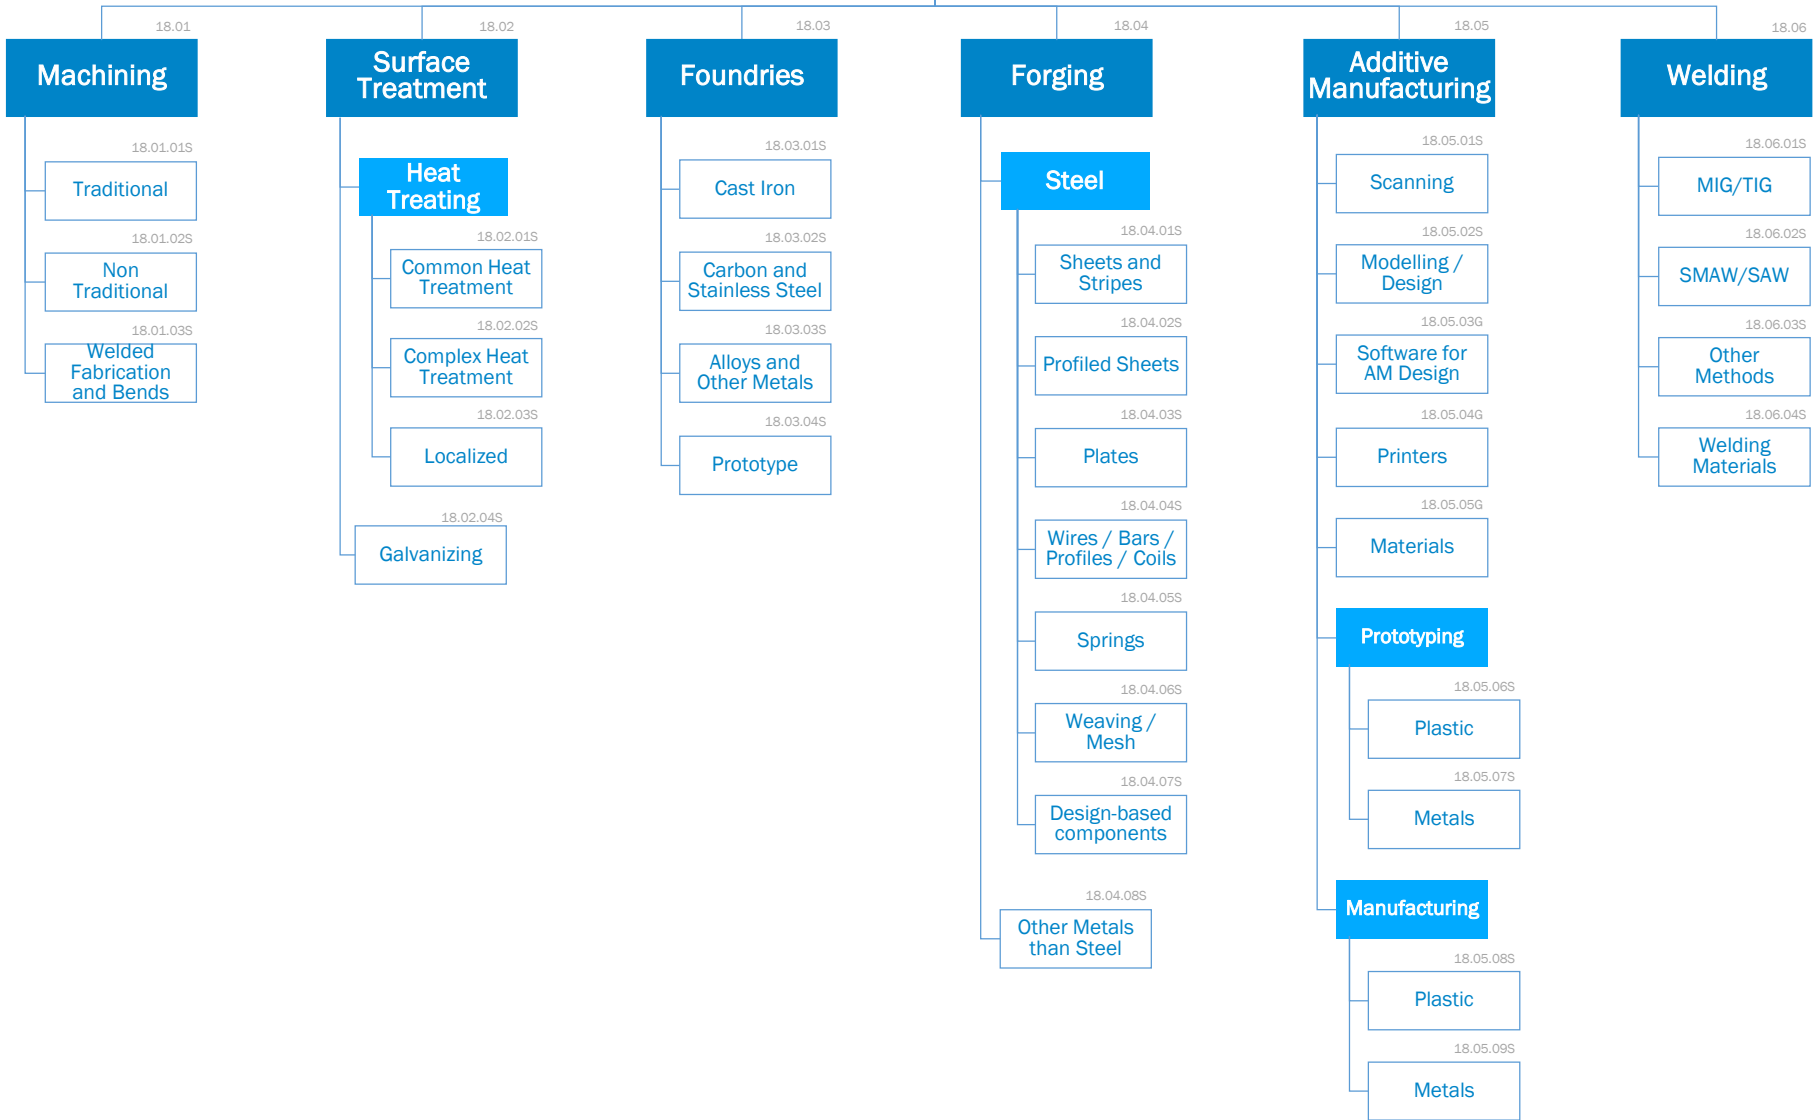 18.01
Machining
18.01.01S
Traditional
18.01.02S
Non
Traditional
18.01.03S
Welded
Fabrication
and Bends
18.02
Surface
Treatment
Heat
Treating
18.02.01S
Common Heat
Treatment
18.02.02S
Complex Heat
Treatment
18.02.03S
Localized
18.02.04S
Galvanizing
18.03
Foundries
18.03.01S
Cast Iron
18.03.02S
Carbon and
Stainless Steel
18.03.03S
Alloys and
Other Metals
18.03.04S
Prototype
18.04
Forging
Steel
18.04.01S
Sheets and
Stripes
18.04.02S
Profiled Sheets
18.04.03S
Plates
18.04.04S
Wires / Bars /
Profiles / Coils
18.04.05S
Springs
18.04.06S
Weaving /
Mesh
18.04.07S
Design-based
components
18.04.08S
Other Metals
than Steel
18.05
Additive
Manufacturing
18.05.01S
Scanning
18.05.02S
Modelling /
Design
18.05.03G
Software for
AM Design
18.05.04G
Printers
18.05.05G
Materials
Prototyping
18.05.06S
Plastic
18.05.07S
Metals
Manufacturing
18.05.08S
Plastic
18.05.09S
Metals
18.06
Welding
18.06.01S
MIG/TIG
18.06.02S
SMAW/SAW
18.06.03S
Other
Methods
18.06.04S
Welding
Materials